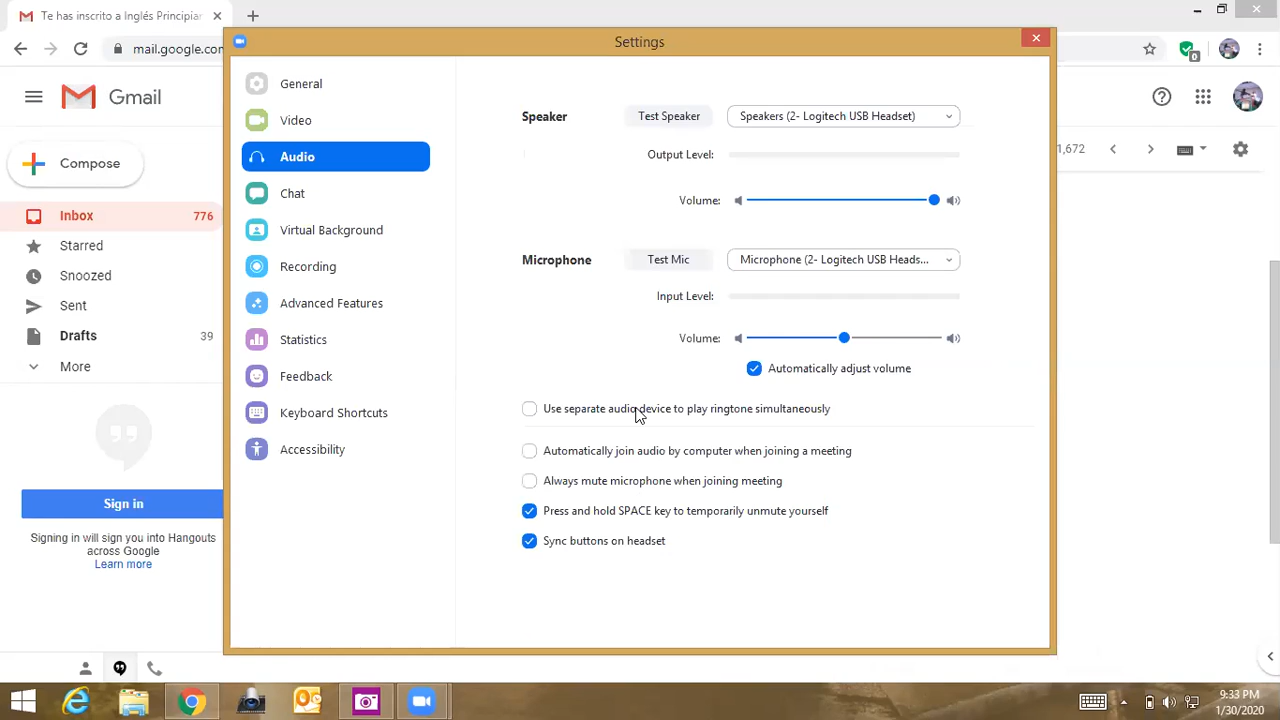 Te has inscrito a Inglés Principian
mail.google.com
0
Settings
Gmail
Compose
Inbox 776
Starred
Snoozed
Sent
Drafts 39
More
Sign in
Signing in will sign you into Hangouts
across Google
Learn more
General
Video
Audio
Chat
Virtual Background
Recording
Advanced Features
Statistics
Feedback
Keyboard Shortcuts
Accessibility
Speaker Test Speaker Speakers (2- Logitech USB Headset)
Output Level:
Volume:
Microphone Test Mic Microphone (2- Logitech USB Heads...
Input Level:
Volume:
Automatically adjust volume
Use separate audio device to play ringtone simultaneously
Automatically join audio by computer when joining a meeting
Always mute microphone when joining meeting
Press and hold SPACE key to temporarily unmute yourself
Sync buttons on headset
1,672
9:33 PM
1/30/2020